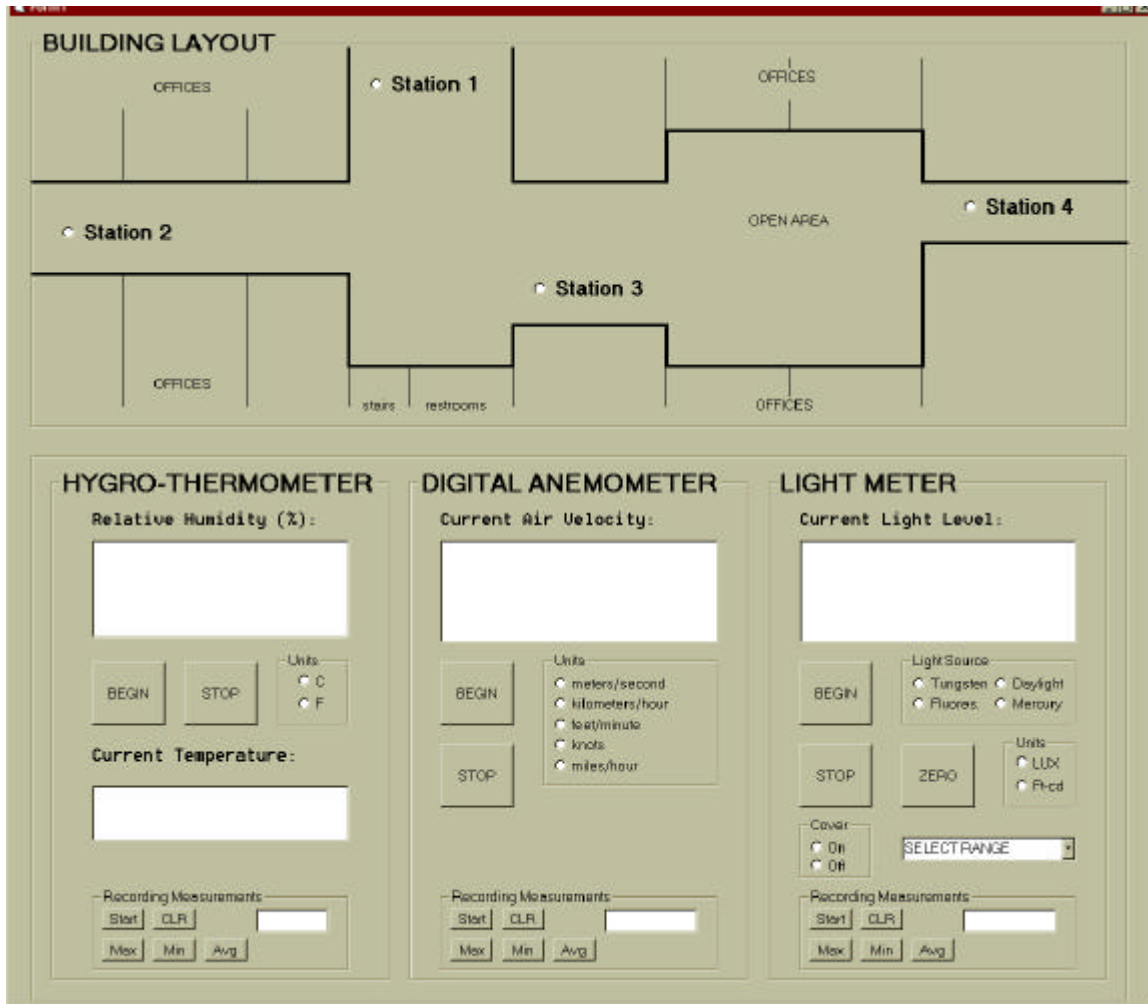 Form1
BUILDING LAYOUT
OFFICES
Station 1
OFFICES
Station 2
OPEN AREA
Station 4
Station 3
OFFICES
stairs
restrooms
OFFICES
HYGRO-THERMOMETER
Relative Humidity (%):
BEGIN
STOP
Units
C
F
Current Temperature:
Recording Measurements
Start CLR
Max Min Avg
DIGITAL ANEMOMETER
Current Air Velocity:
BEGIN
STOP
Units
meters/second
kilometers/hour
feet/minute
knots
miles/hour
Recording Measurements
Start CLR
Max Min Avg
LIGHT METER
Current Light Level:
BEGIN
Light Source
Tungsten Daylight
Fluores. Mercury
STOP
ZERO
Units
LUX
Ft-cd
Cover
On
Off
SELECT RANGE
Recording Measurements
Start CLR
Max Min Avg